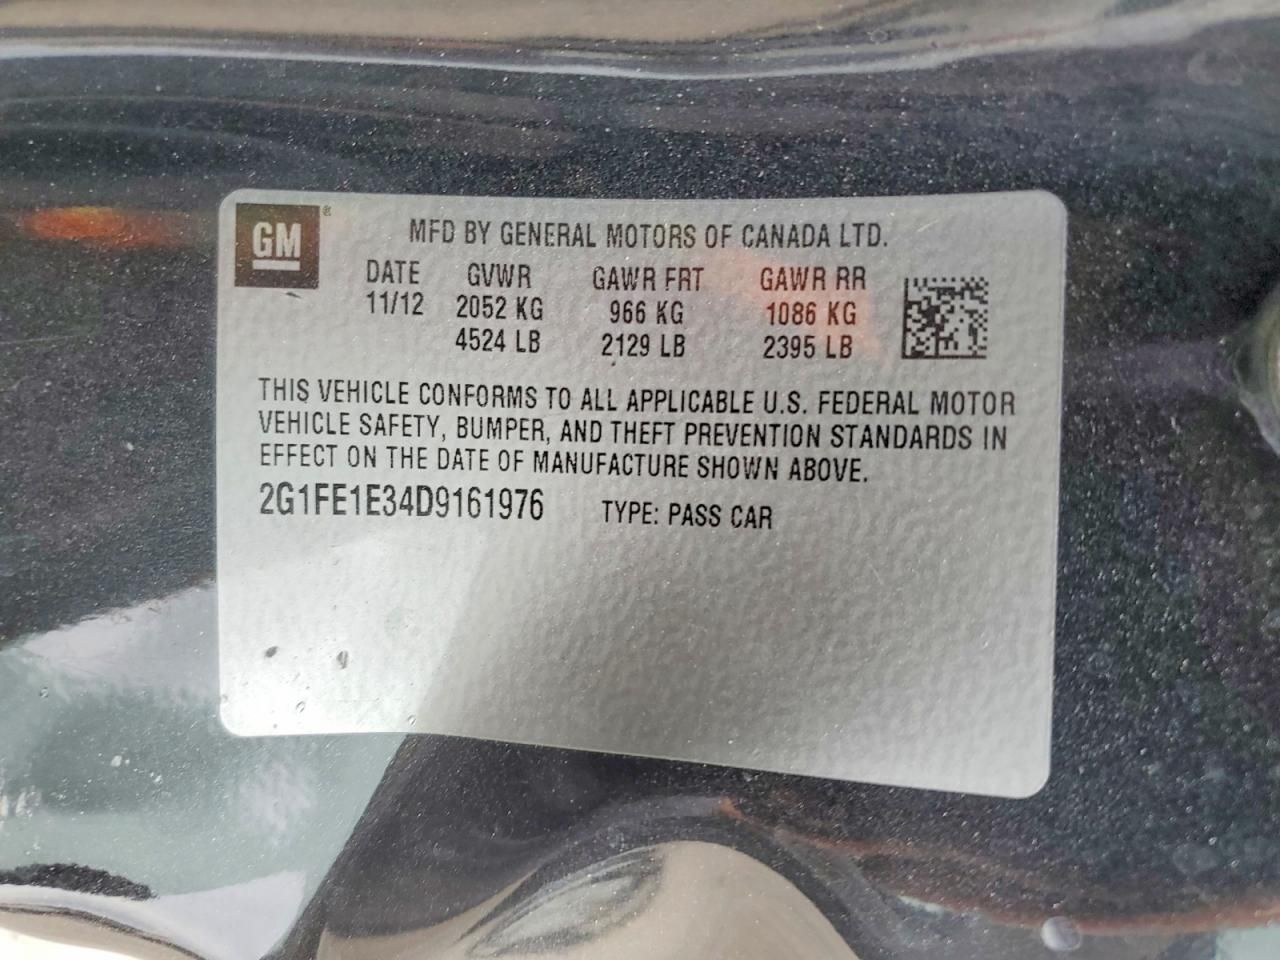 GM ®
MFD BY GENERAL MOTORS OF CANADA LTD.
DATE GVWR GAWR FRT GAWR RR
11/12 2052 KG 966 KG 1086 KG
4524 LB 2129 LB 2395 LB
THIS VEHICLE CONFORMS TO ALL APPLICABLE U.S. FEDERAL MOTOR
VEHICLE SAFETY, BUMPER, AND THEFT PREVENTION STANDARDS IN
EFFECT ON THE DATE OF MANUFACTURE SHOWN ABOVE.
2G1FE1E34D9161976 TYPE: PASS CAR